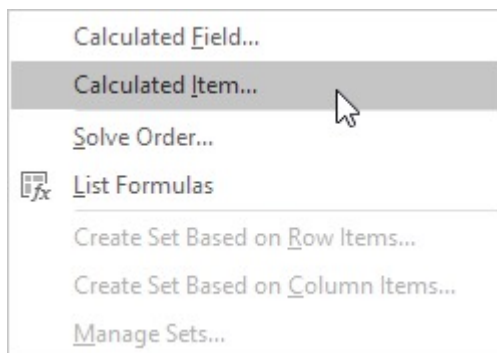 Calculated Field...
Calculated Item...
Solve Order...
List Formulas
Create Set Based on Row Items...
Create Set Based on Column Items...
Manage Sets...